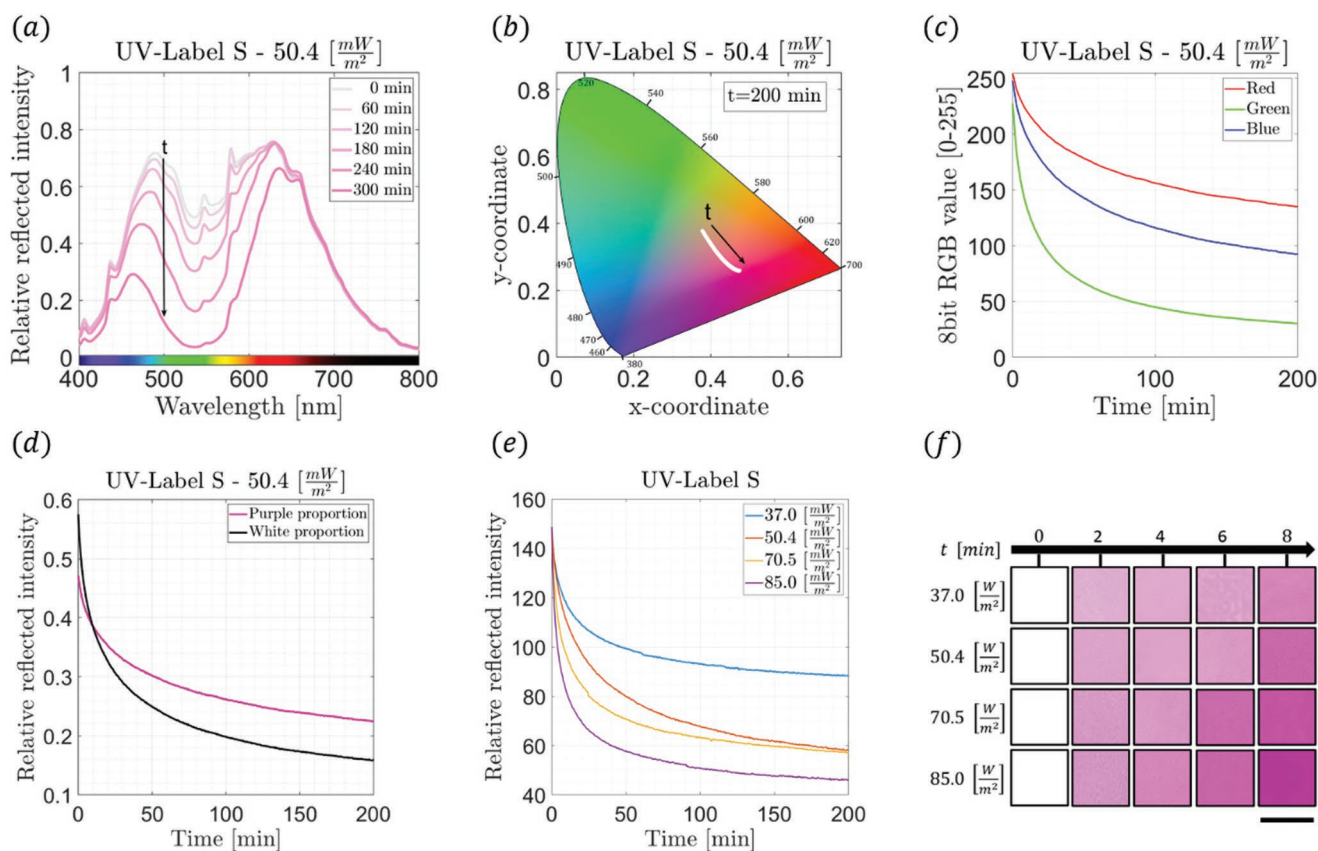 (a)
UV-Label S - 50.4 [mW/m²]
Relative reflected intensity
1
0.8
0.6
0.4
0.2
0
t
0 min
60 min
120 min
180 min
240 min
300 min
400 500 600 700 800
Wavelength [nm]
(b)
UV-Label S - 50.4 [mW/m²]
y-coordinate
0.8
0.6
0.4
0.2
0
t=200 min
520
540
560
580
600
620
700
500
490
480
470
460
380
t
0 0.2 0.4 0.6
x-coordinate
(c)
UV-Label S - 50.4 [mW/m²]
8bit RGB value [0-255]
250
200
150
100
50
0
Red
Green
Blue
0 100 200
Time [min]
(d)
UV-Label S - 50.4 [mW/m²]
Relative reflected intensity
0.6
0.5
0.4
0.3
0.2
0.1
Purple proportion
White proportion
0 50 100 150 200
Time [min]
(e)
UV-Label S
Relative reflected intensity
160
140
120
100
80
60
40
37.0 [mW/m²]
50.4 [mW/m²]
70.5 [mW/m²]
85.0 [mW/m²]
0 50 100 150 200
Time [min]
(f)
0 2 4 6 8
t [min]
37.0 [W/m²]
50.4 [W/m²]
70.5 [W/m²]
85.0 [W/m²]